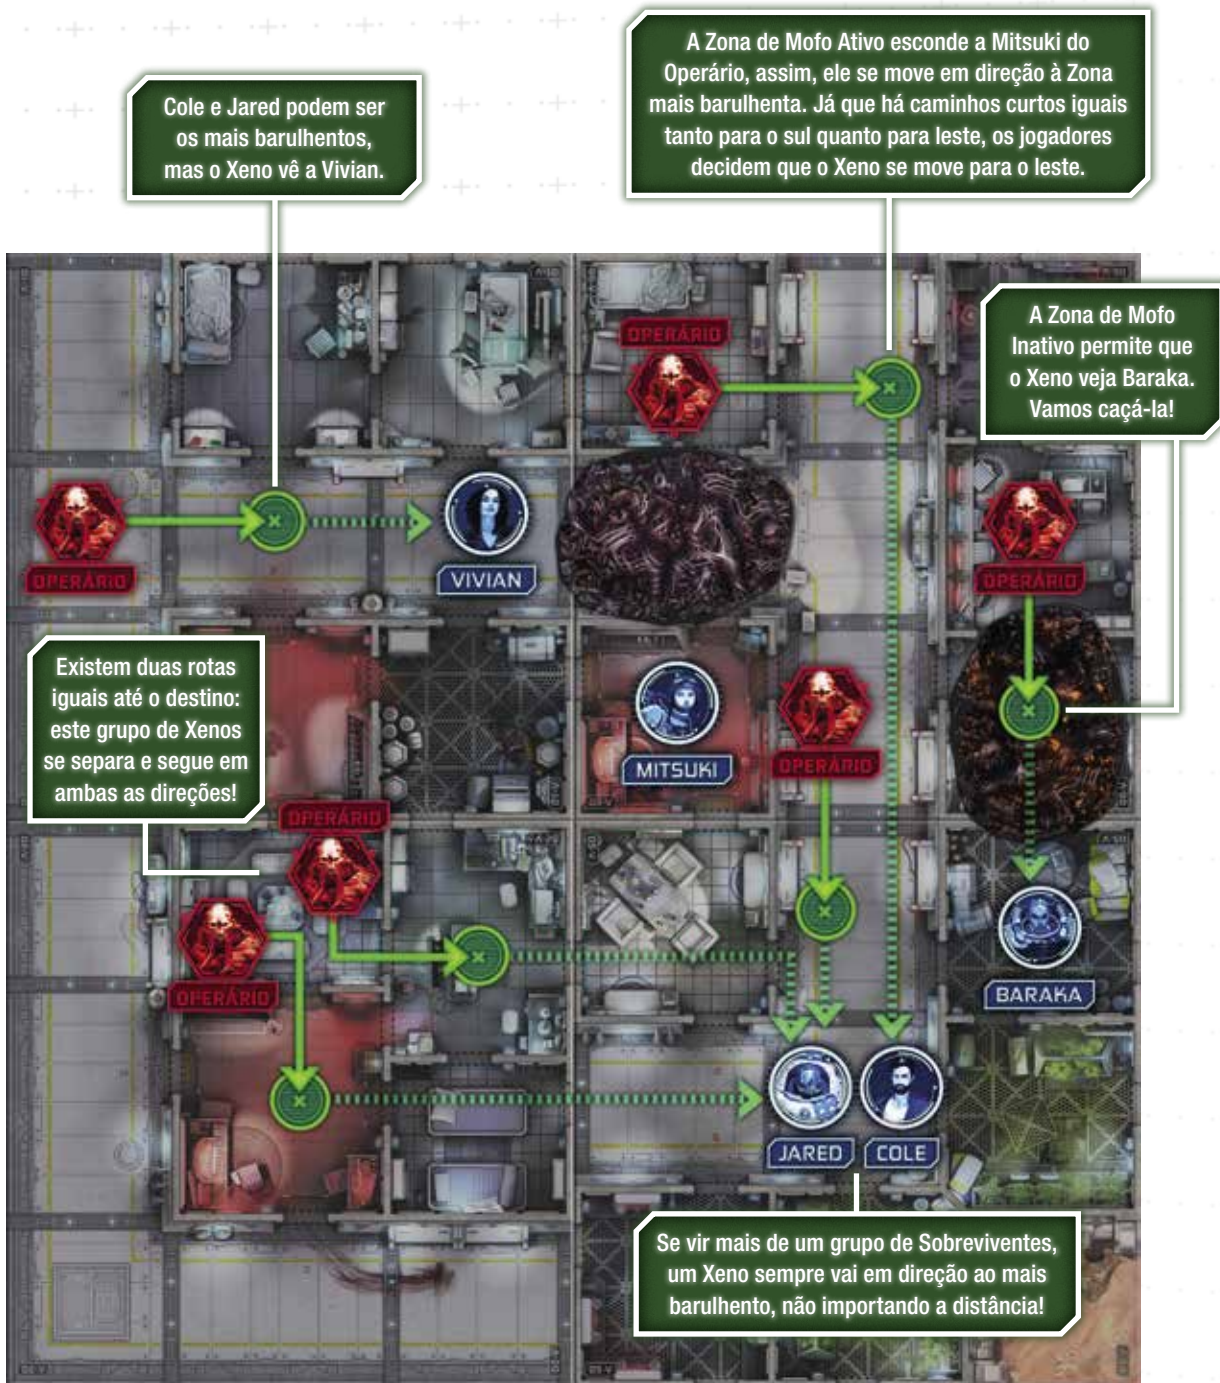 Cole e Jared podem ser
os mais barulhentos,
mas o Xeno vê a Vivian.
A Zona de Mofo Ativo esconde a Mitsuki do
Operário, assim, ele se move em direção à Zona
mais barulhenta. Já que há caminhos curtos iguais
tanto para o sul quanto para leste, os jogadores
decidem que o Xeno se move para o leste.
A Zona de Mofo
Inativo permite que
o Xeno veja Baraka.
Vamos caçá-la!
OPERÁRIO
OPERÁRIO
VIVIAN
OPERÁRIO
Existem duas rotas
iguais até o destino:
este grupo de Xenos
se separa e segue em
ambas as direções!
MITSUKI
OPERÁRIO
OPERÁRIO
OPERÁRIO
BARAKA
JARED
COLE
Se vir mais de um grupo de Sobreviventes,
um Xeno sempre vai em direção ao mais
barulhento, não importando a distância!